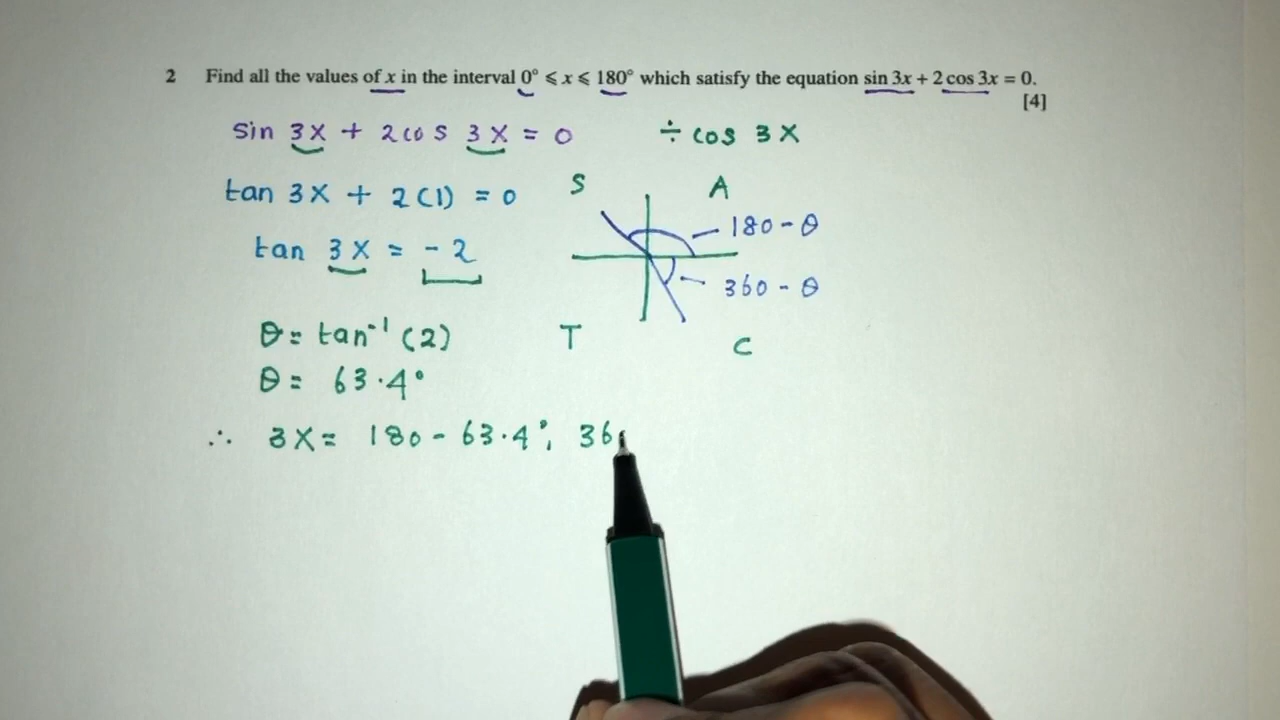 2 Find all the values of x in the interval 0° ⩽ x ⩽ 180° which satisfy the equation sin 3x + 2 cos 3x = 0.
[4]
sin 3x + 2cos 3x = 0 ÷ cos 3x
tan 3x + 2(1) = 0
S A
180 - θ
tan 3x = -2
360 - θ
θ = tan⁻¹ (2)
T C
θ = 63.4°
∴ 3x = 180 - 63.4°, 36